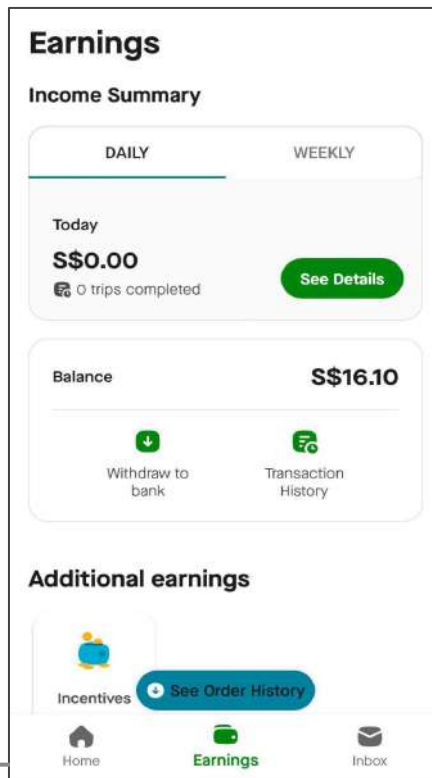 Earnings
Income Summary
DAILY WEEKLY
Today
S$0.00
0 trips completed
See Details
Balance S$16.10
Withdraw to
bank
Transaction
History
Additional earnings
Incentives
See Order History
Home Earnings Inbox